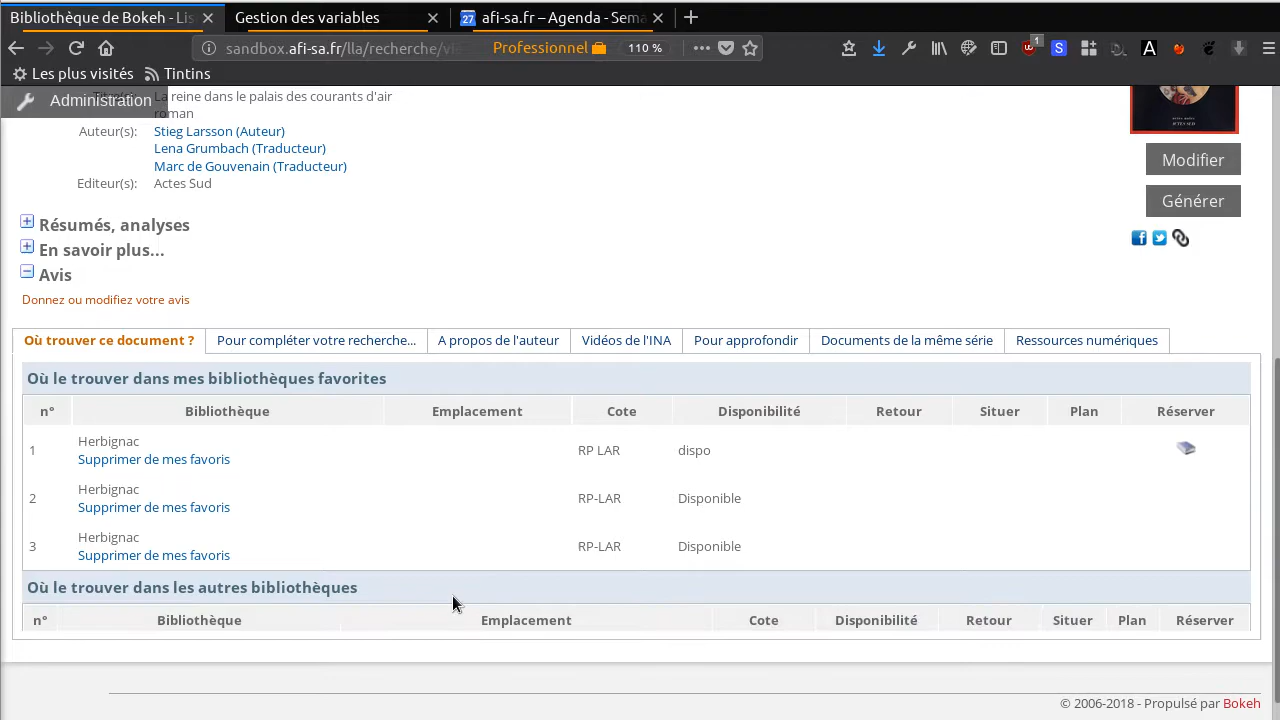 Bibliothèque de Bokeh - Lis
Gestion des variables
27 afi-sa.fr – Agenda - Sema
sandbox.afi-sa.fr/lla/recherche/vi
Professionnel
110 %
1
S
A
Les plus visités
Tintins
Administration
La reine dans le palais des courants d'air
roman
Auteur(s): Stieg Larsson (Auteur)
Lena Grumbach (Traducteur)
Marc de Gouvenain (Traducteur)
Editeur(s): Actes Sud
Modifier
Générer
Résumés, analyses
En savoir plus...
Avis
Donnez ou modifiez votre avis
Où trouver ce document ? Pour compléter votre recherche... A propos de l'auteur Vidéos de l'INA Pour approfondir Documents de la même série Ressources numériques
Où le trouver dans mes bibliothèques favorites
n° Bibliothèque Emplacement Cote Disponibilité Retour Situer Plan Réserver
1 Herbignac RP LAR dispo
Supprimer de mes favoris
2 Herbignac RP-LAR Disponible
Supprimer de mes favoris
3 Herbignac RP-LAR Disponible
Supprimer de mes favoris
Où le trouver dans les autres bibliothèques
n° Bibliothèque Emplacement Cote Disponibilité Retour Situer Plan Réserver
© 2006-2018 - Propulsé par Bokeh